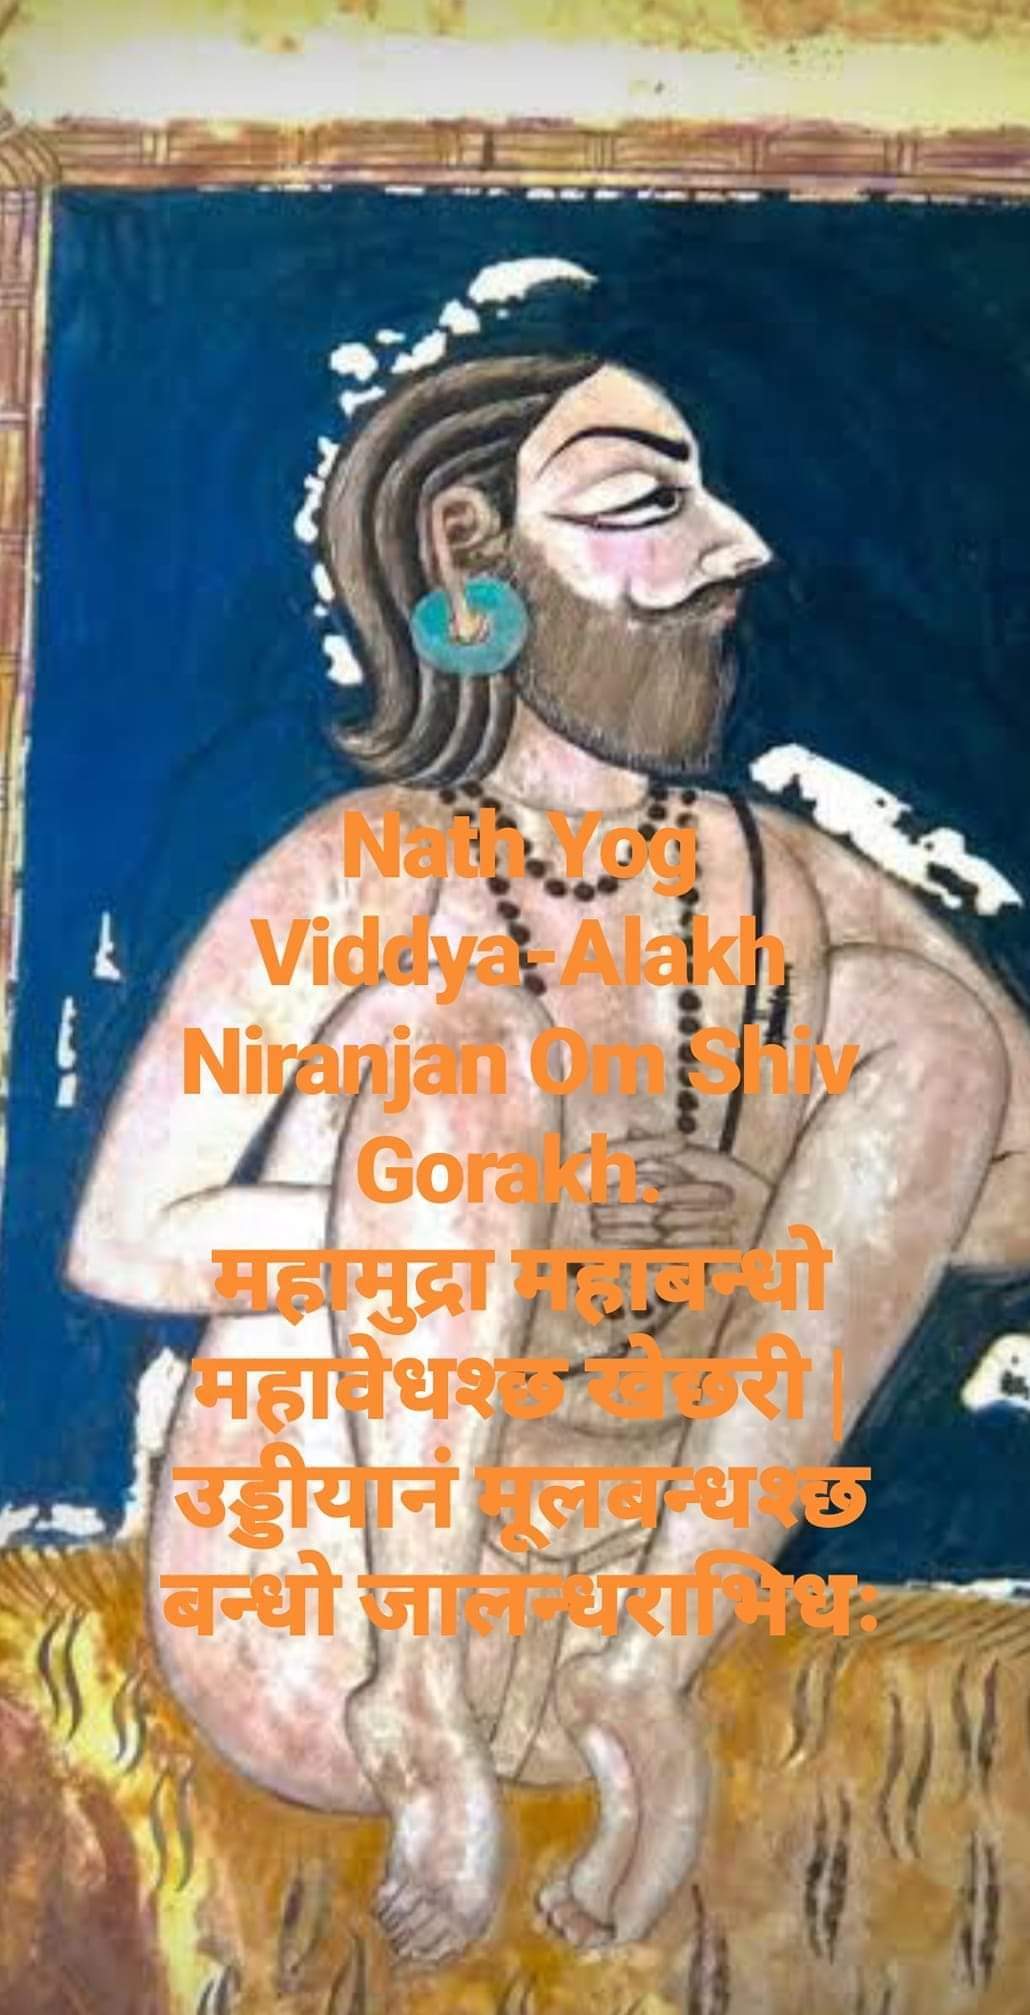 Nath Yog
Viddya-Alakh
Niranjan Om Shiv
Gorakh.
महामुद्रा महाबन्धो
महावेधश्छ खेछरी |
उड्डीयानं मूलबन्धश्छ
बन्धो जालन्धराभिध: